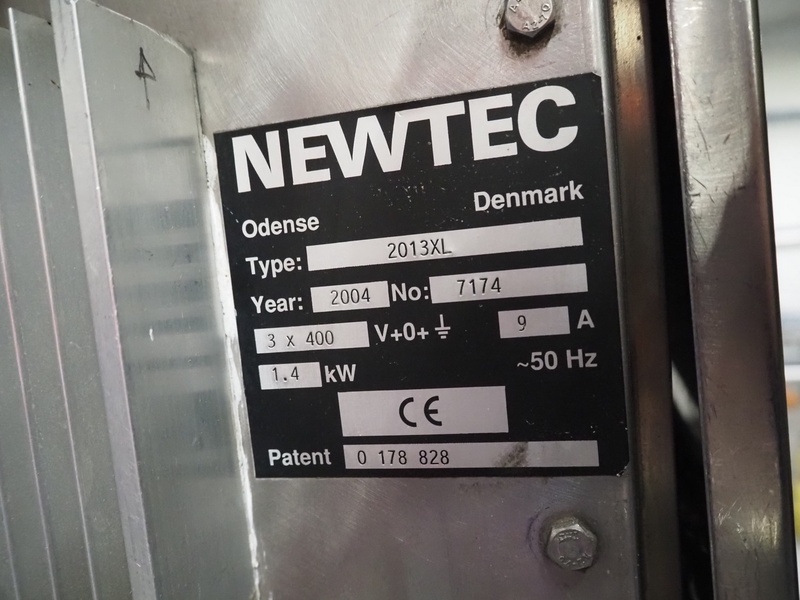 NEWTEC
Odense Denmark
Type: 2013XL
Year: 2004 No: 7174
3 x 400 V+0+⏚ 9 A
1.4 kW ~50 Hz
CE
Patent 0 178 828